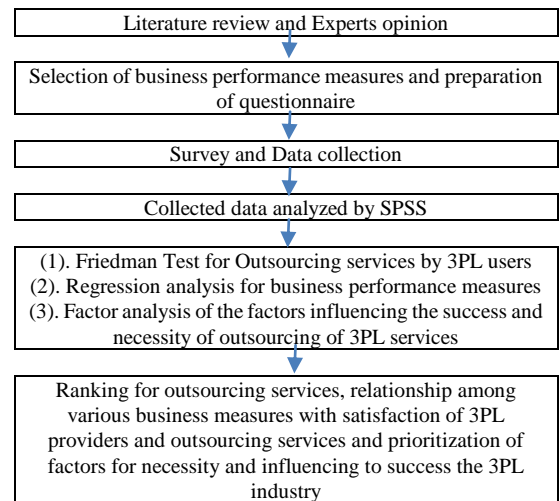 Literature review and Experts opinion
Selection of business performance measures and preparation
of questionnaire
Survey and Data collection
Collected data analyzed by SPSS
(1). Friedman Test for Outsourcing services by 3PL users
(2). Regression analysis for business performance measures
(3). Factor analysis of the factors influencing the success and
necessity of outsourcing of 3PL services
Ranking for outsourcing services, relationship among
various business measures with satisfaction of 3PL
providers and outsourcing services and prioritization of
factors for necessity and influencing to success the 3PL
industry